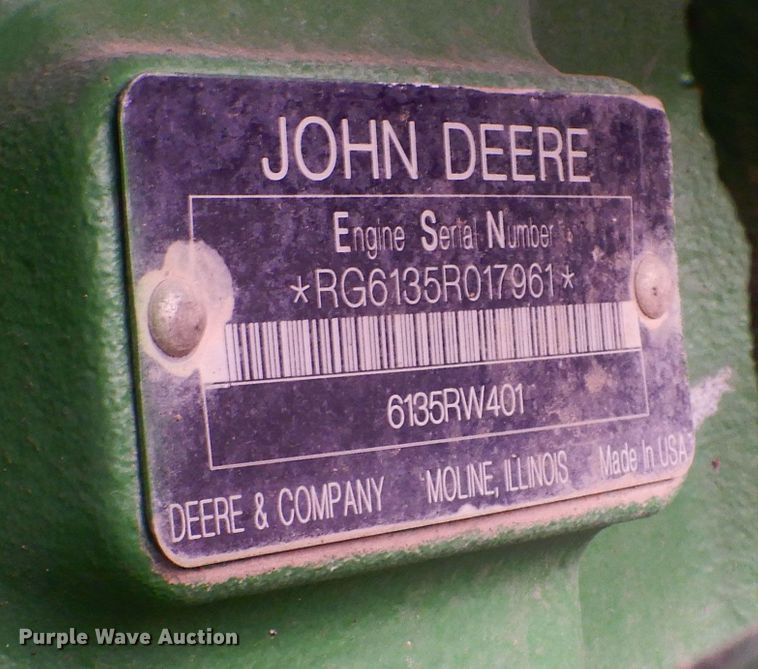 JOHN DEERE
Engine Serial Number
*RG6135R017961*
6135RW401
DEERE & COMPANY MOLINE, ILLINOIS Made In USA
Purple Wave Auction